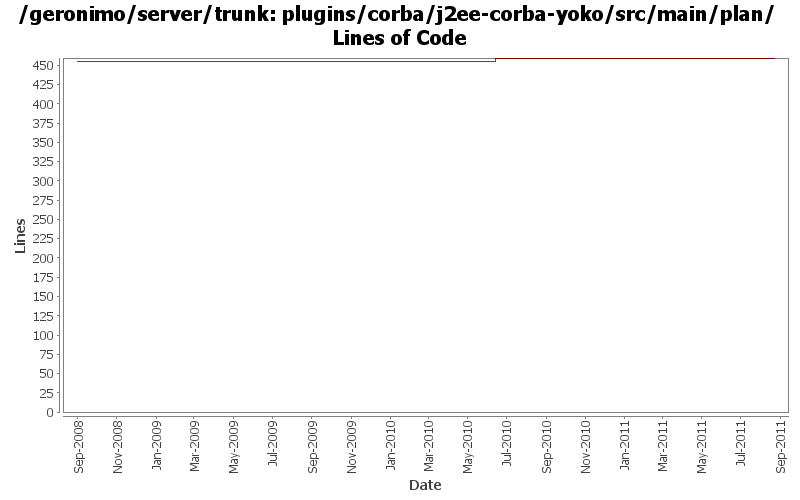 /geronimo/server/trunk: plugins/corba/j2ee-corba-yoko/src/main/plan/
Lines of Code
450
425
400
375
350
325
300
275
250
225
200
175
150
125
100
75
50
25
0
Lines
Sep-2008
Nov-2008
Jan-2009
Mar-2009
May-2009
Jul-2009
Sep-2009
Nov-2009
Jan-2010
Mar-2010
May-2010
Jul-2010
Sep-2010
Nov-2010
Jan-2011
Mar-2011
May-2011
Jul-2011
Sep-2011
Date